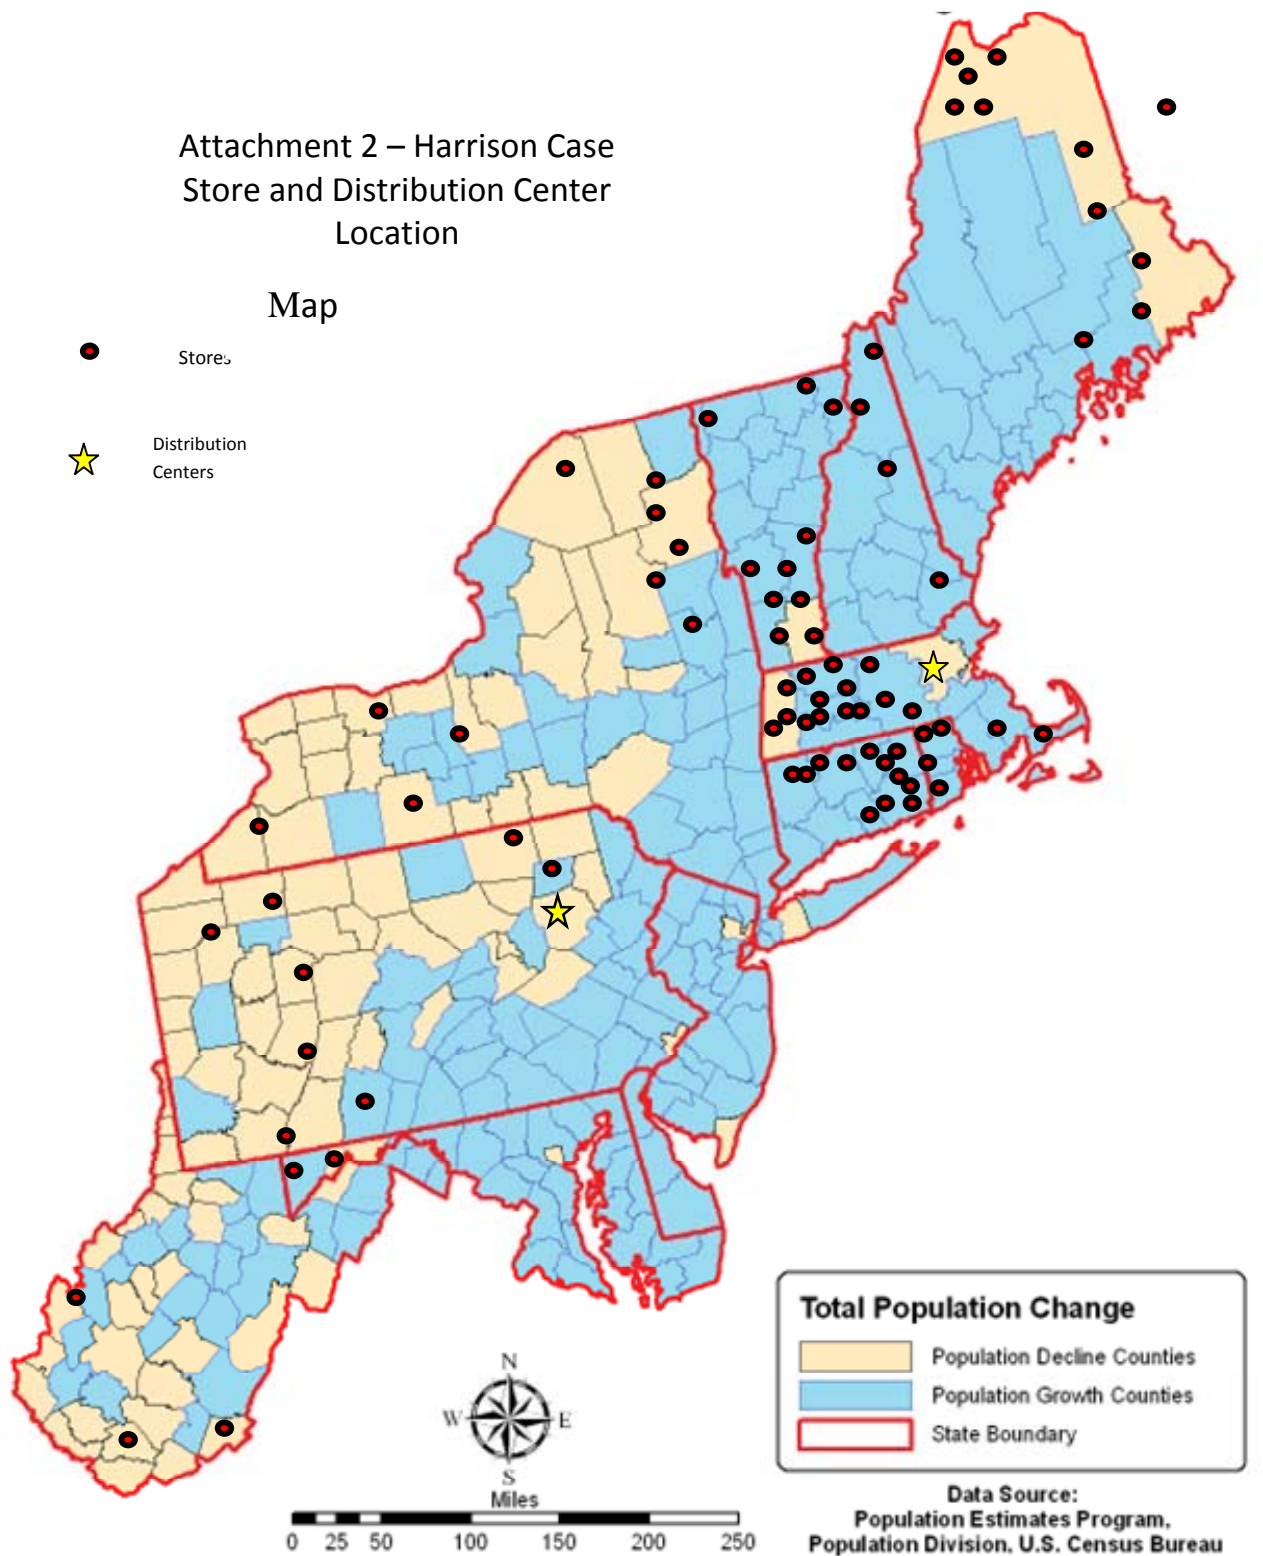 Attachment 2 – Harrison Case
Store and Distribution Center
Location
Map
Stores
Distribution
Centers
Total Population Change
Population Decline Counties
Population Growth Counties
State Boundary
N
W E
S
Miles
0 25 50 100 150 200 250
Data Source:
Population Estimates Program,
Population Division, U.S. Census Bureau